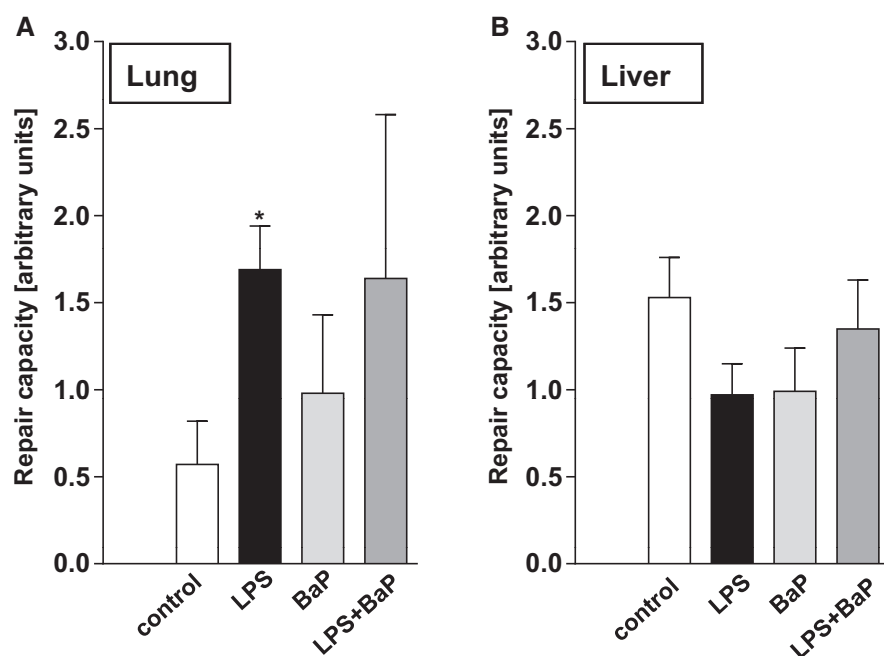 A
Lung
Repair capacity [arbitrary units]
3.0
2.5
2.0
1.5
1.0
0.5
0.0
*
control
LPS
BaP
LPS+BaP
B
Liver
Repair capacity [arbitrary units]
3.0
2.5
2.0
1.5
1.0
0.5
0.0
control
LPS
BaP
LPS+BaP